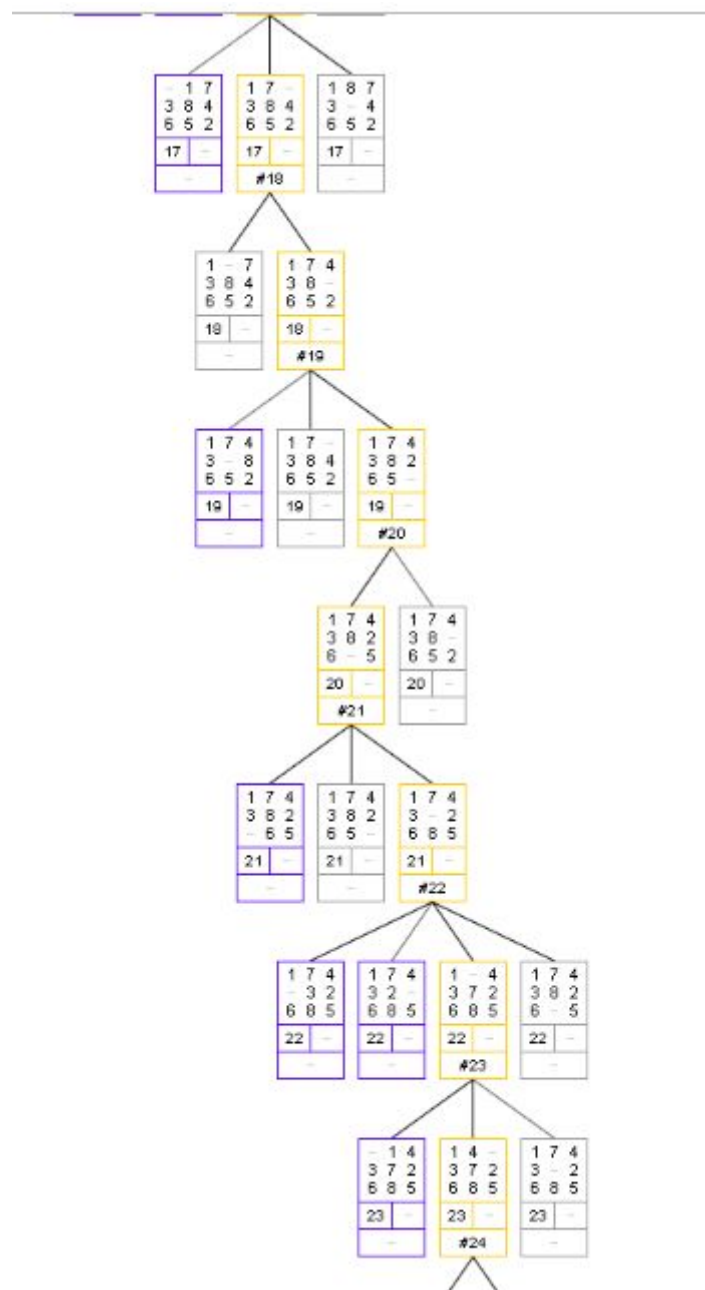 - 1 7
3 8 4
6 5 2
17 -
-
1 7 -
3 8 4
6 5 2
17 -
#18
1 8 7
3 - 4
6 5 2
17 -
-
1 - 7
3 8 4
6 5 2
18 -
-
1 7 4
3 8 -
6 5 2
18 -
#19
1 7 4
3 - 8
6 5 2
19 -
-
1 7 -
3 8 4
6 5 2
19 -
-
1 7 4
3 8 2
6 5 -
19 -
#20
1 7 4
3 8 2
6 - 5
20 -
#21
1 7 4
3 8 -
6 5 2
20 -
-
1 7 4
3 8 2
- 6 5
21 -
-
1 7 4
3 8 2
6 5 -
21 -
-
1 7 4
3 - 2
6 8 5
21 -
#22
1 7 4
- 3 2
6 8 5
22 -
-
1 7 4
3 2 -
6 8 5
22 -
-
1 - 4
3 7 2
6 8 5
22 -
#23
1 7 4
3 8 2
6 - 5
22 -
-
- 1 4
3 7 2
6 8 5
23 -
-
1 4 -
3 7 2
6 8 5
23 -
#24
1 7 4
3 - 2
6 8 5
23 -
-